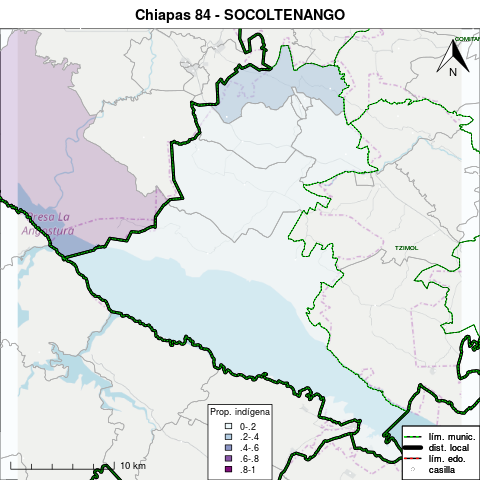 Chiapas 84 - SOCOLTENANGO
COMITAN
N
Presa La
Angostura
TZIMOL
Prop. indígena
0-.2
.2-.4
.4-.6
.6-.8
.8-1
10 km
lím. munic.
dist. local
lím. edo.
casilla